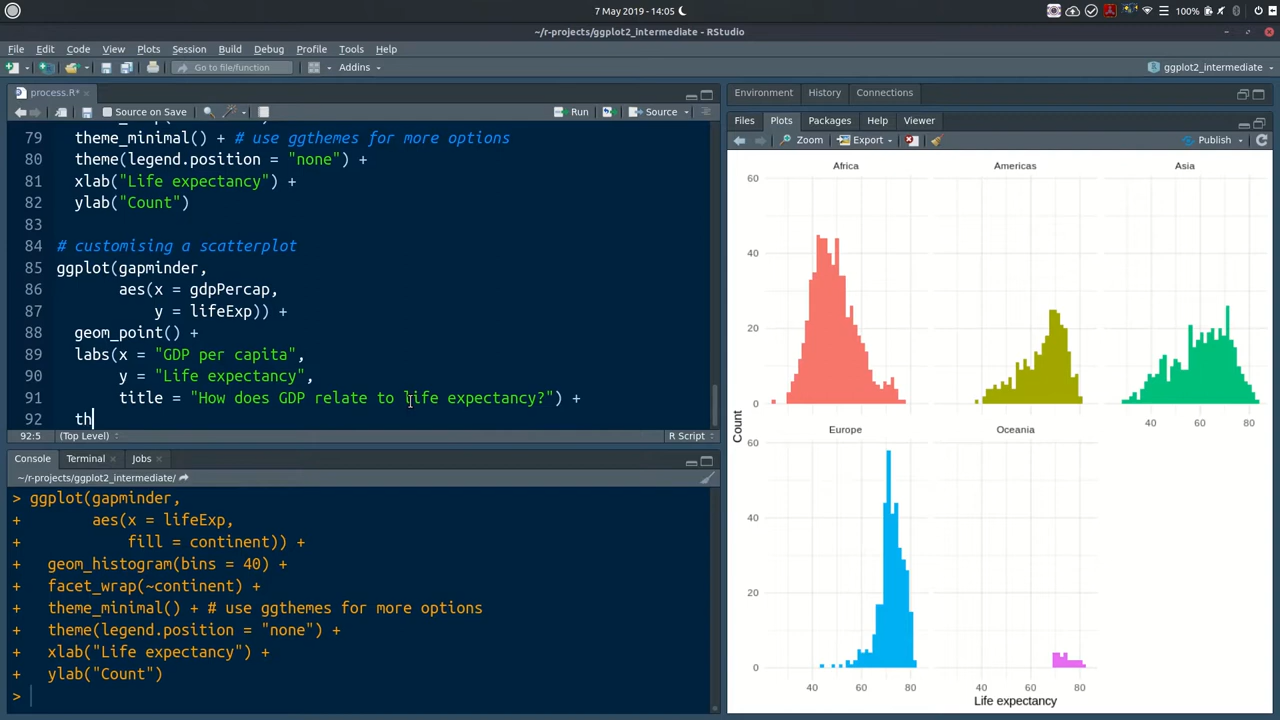 7 May 2019 - 14:05
100%
~/r-projects/ggplot2_intermediate - RStudio
File Edit Code View Plots Session Build Debug Profile Tools Help
Go to file/function Addins ggplot2_intermediate
process.R*
Source on Save Run Source
79 theme_minimal() + # use ggthemes for more options
80 theme(legend.position = "none") +
81 xlab("Life expectancy") +
82 ylab("Count")
83
84 # customising a scatterplot
85 ggplot(gapminder,
86 aes(x = gdpPercap,
87 y = lifeExp)) +
88 geom_point() +
89 labs(x = "GDP per capita",
90 y = "Life expectancy",
91 title = "How does GDP relate to life expectancy?") +
92 th
92:5 (Top Level) R Script
Console Terminal Jobs
~/r-projects/ggplot2_intermediate/
> ggplot(gapminder,
+ aes(x = lifeExp,
+ fill = continent)) +
+ geom_histogram(bins = 40) +
+ facet_wrap(~continent) +
+ theme_minimal() + # use ggthemes for more options
+ theme(legend.position = "none") +
+ xlab("Life expectancy") +
+ ylab("Count")
>
Environment History Connections
Files Plots Packages Help Viewer
Zoom Export Publish
Africa Americas Asia
60
40
20
0
40 60 80
Europe Oceania
60
40
20
0
40 60 80 40 60 80
Count
Life expectancy